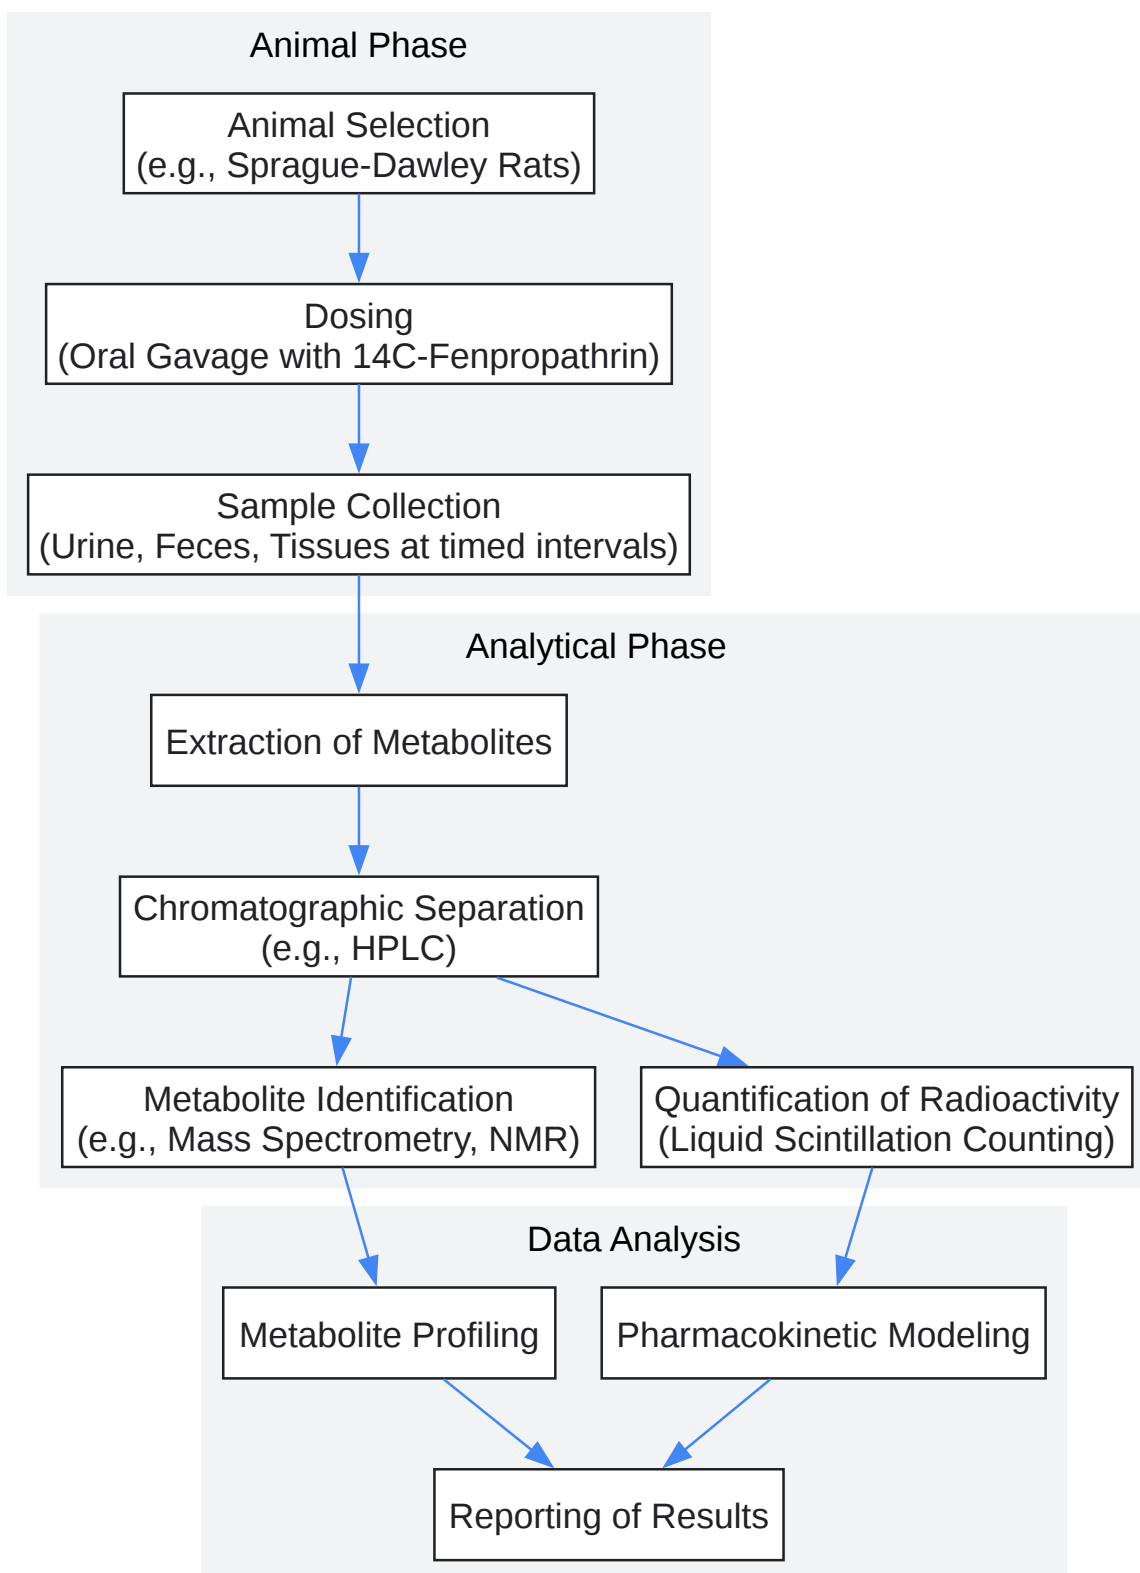 Animal Phase
Animal Selection
(e.g., Sprague-Dawley Rats)
Dosing
(Oral Gavage with 14C-Fenpropathrin)
Sample Collection
(Urine, Feces, Tissues at timed intervals)
Analytical Phase
Extraction of Metabolites
Chromatographic Separation
(e.g., HPLC)
Metabolite Identification
(e.g., Mass Spectrometry, NMR)
Quantification of Radioactivity
(Liquid Scintillation Counting)
Data Analysis
Metabolite Profiling
Pharmacokinetic Modeling
Reporting of Results